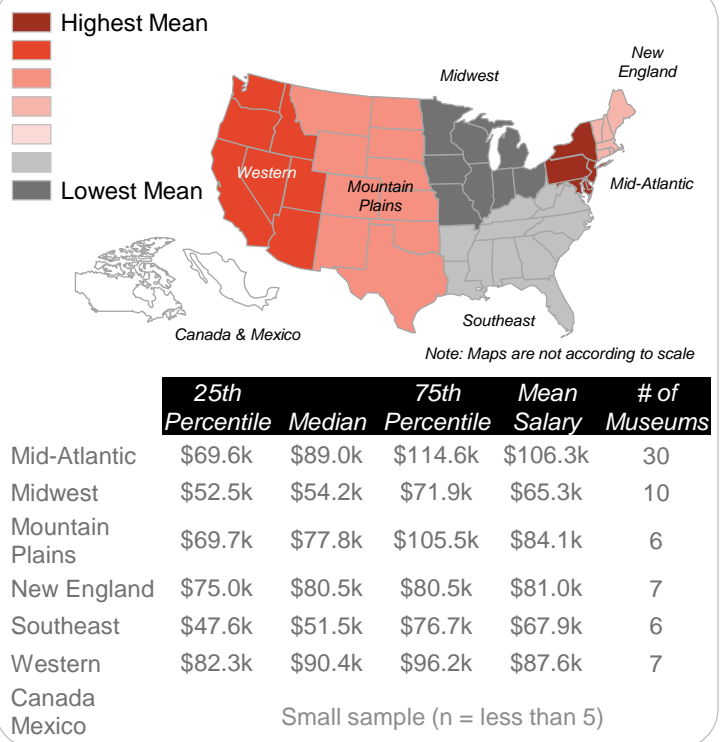 Highest Mean
Lowest Mean
New
England
Midwest
Western
Mountain
Plains
Mid-Atlantic
Southeast
Canada & Mexico
Note: Maps are not according to scale
25th Percentile Median 75th Percentile Mean Salary # of Museums
Mid-Atlantic $69.6k $89.0k $114.6k $106.3k 30
Midwest $52.5k $54.2k $71.9k $65.3k 10
Mountain Plains $69.7k $77.8k $105.5k $84.1k 6
New England $75.0k $80.5k $80.5k $81.0k 7
Southeast $47.6k $51.5k $76.7k $67.9k 6
Western $82.3k $90.4k $96.2k $87.6k 7
Canada
Mexico
Small sample (n = less than 5)